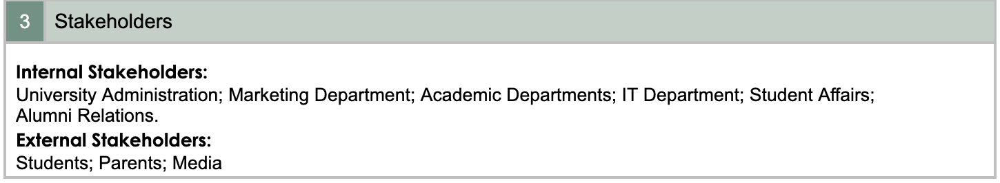 3 Stakeholders
Internal Stakeholders:
University Administration; Marketing Department; Academic Departments; IT Department; Student Affairs;
Alumni Relations.
External Stakeholders:
Students; Parents; Media